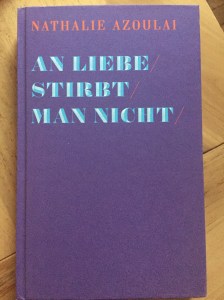 NATHALIE AZOULAI
AN LIEBE/
STIRBT/
MAN NICHT/